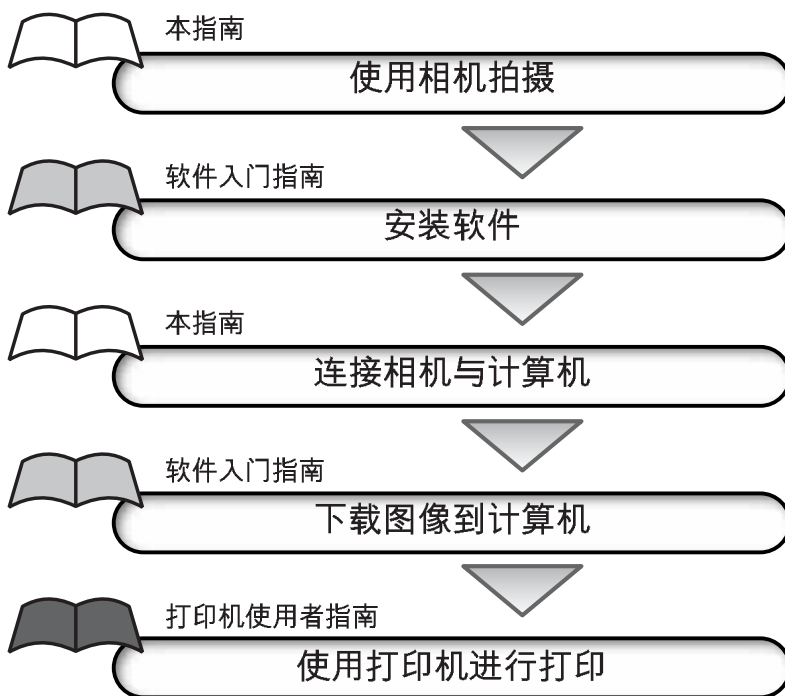 本指南
使用相机拍摄
软件入门指南
安装软件
本指南
连接相机与计算机
软件入门指南
下载图像到计算机
打印机使用者指南
使用打印机进行打印